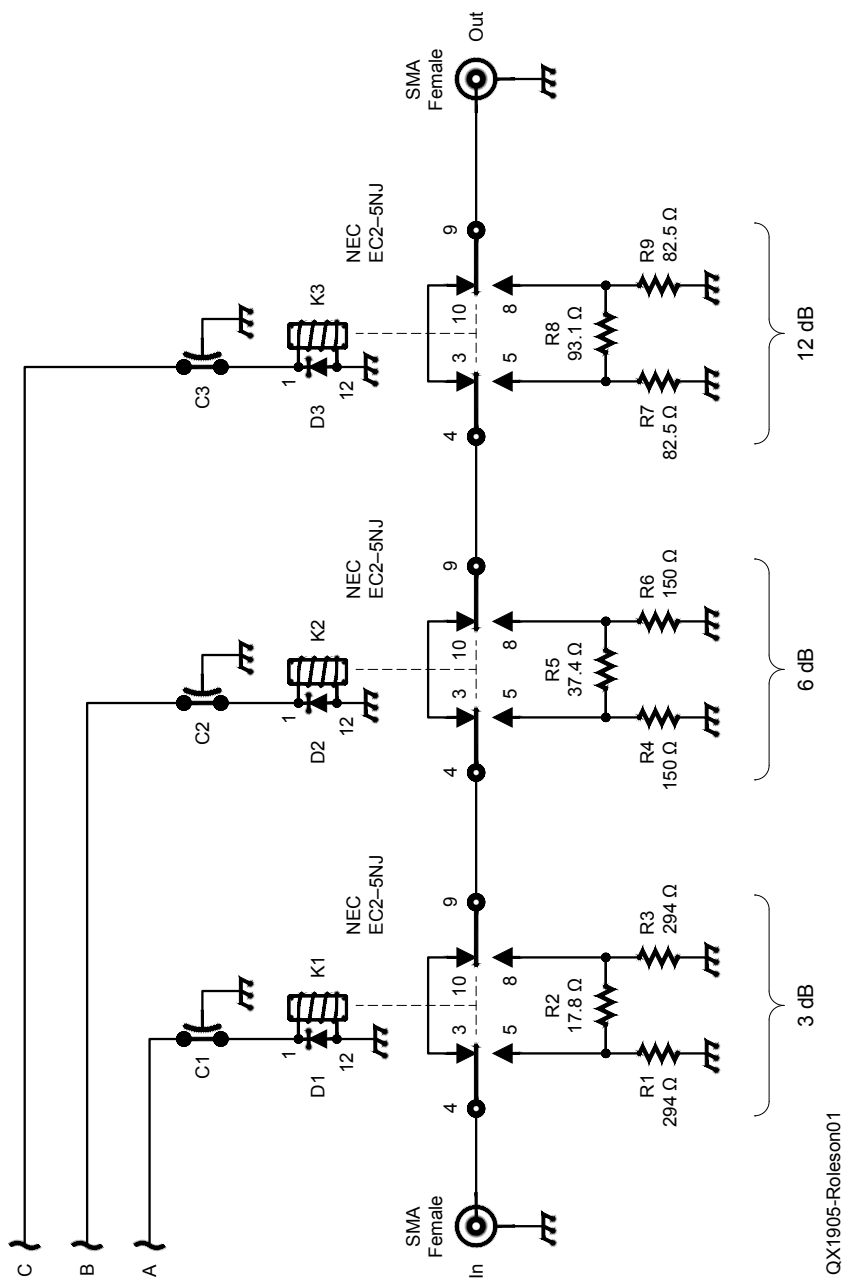 C
B
A
C1
C2
C3
1
D1
12
K1
1
D2
12
K2
1
D3
12
K3
NEC
EC2–5NJ
NEC
EC2–5NJ
NEC
EC2–5NJ
SMA
Female
In
4
3
10
9
5
8
4
3
10
9
5
8
4
3
10
9
5
8
SMA
Female
Out
R1
294 Ω
R2
17.8 Ω
R3
294 Ω
R4
150 Ω
R5
37.4 Ω
R6
150 Ω
R7
82.5 Ω
R8
93.1 Ω
R9
82.5 Ω
3 dB
6 dB
12 dB
QX1905-Roleson01